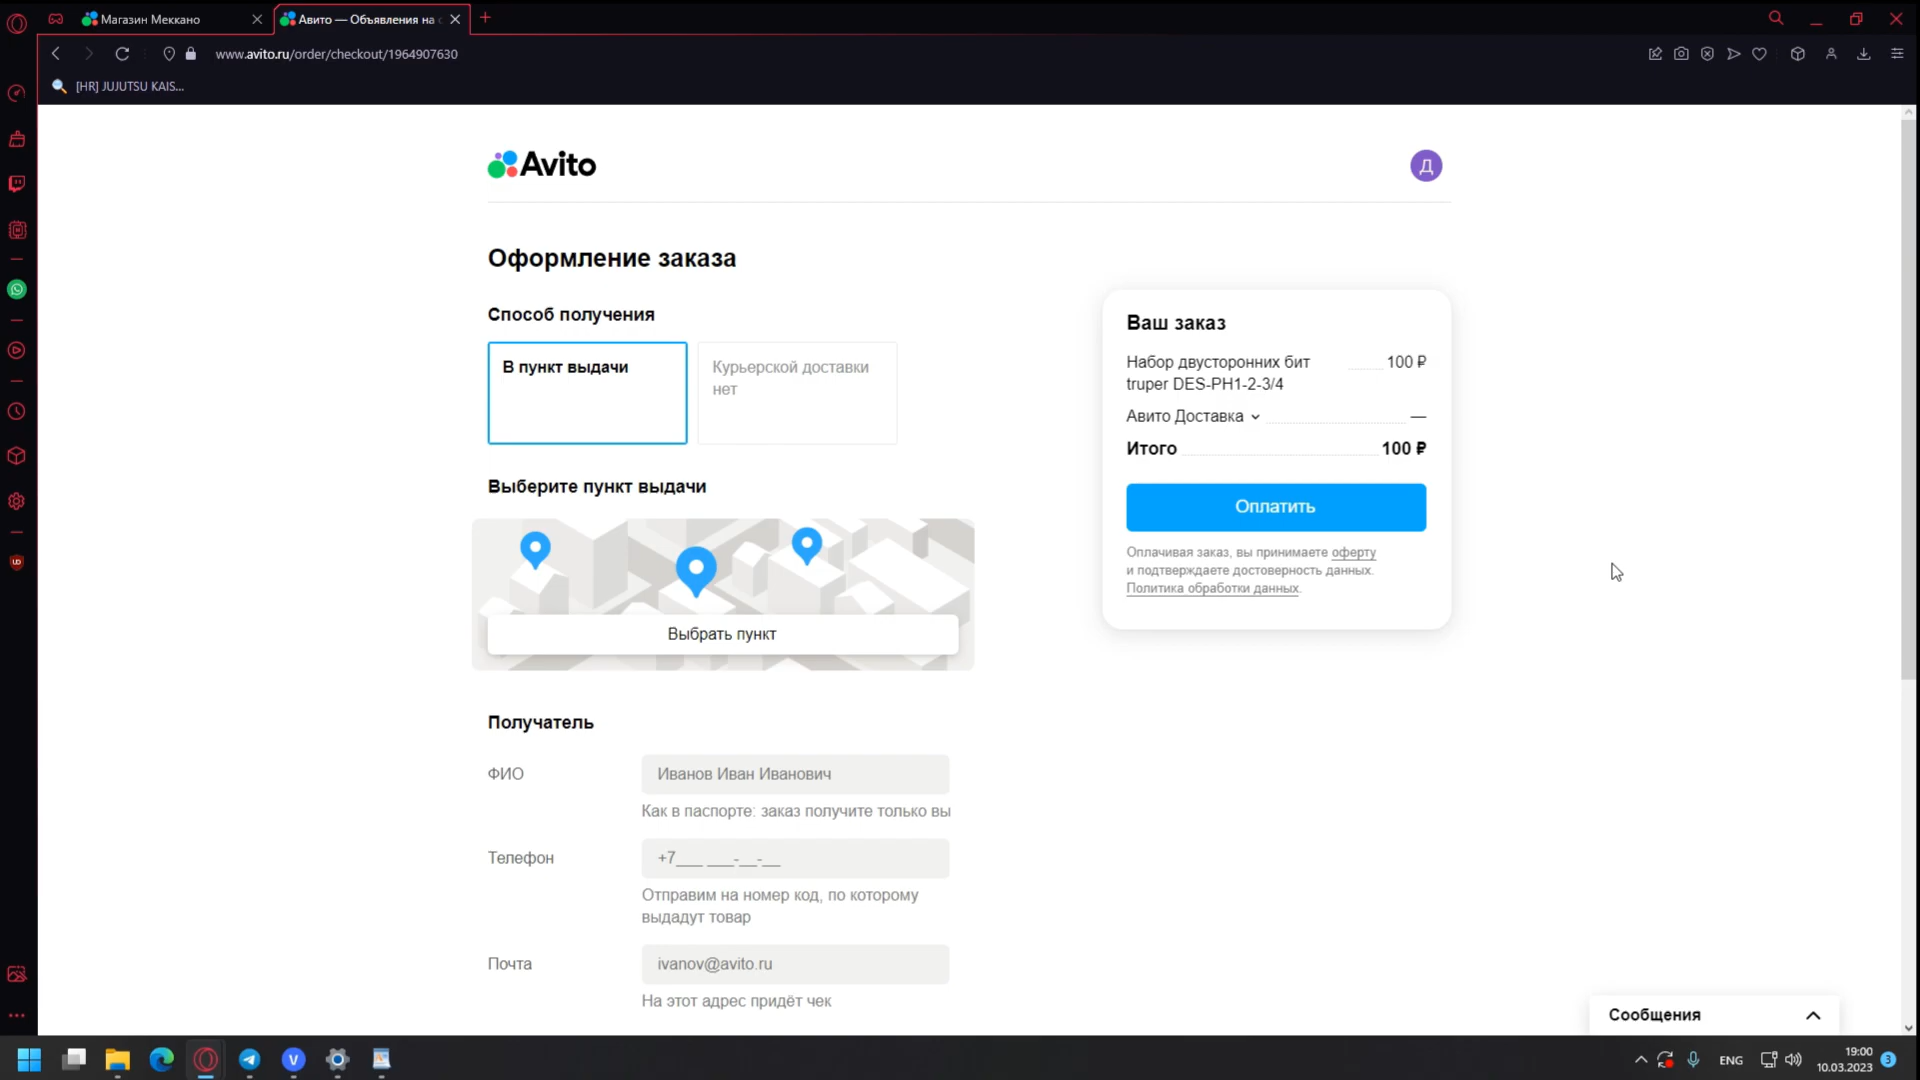 Магазин Меккано
Авито — Объявления на с
www.avito.ru/order/checkout/1964907630
[HR] JUJUTSU KAIS...
Avito
Д
Оформление заказа
Способ получения
В пункт выдачи
Курьерской доставки
нет
Выберите пункт выдачи
Выбрать пункт
Получатель
ФИО
Иванов Иван Иванович
Как в паспорте: заказ получите только вы
Телефон
+7___ ___-__-__
Отправим на номер код, по которому
выдадут товар
Почта
ivanov@avito.ru
На этот адрес придёт чек
Ваш заказ
Набор двусторонних бит 100 ₽
truper DES-PH1-2-3/4
Авито Доставка —
Итого 100 ₽
Оплатить
Оплачивая заказ, вы принимаете оферту
и подтверждаете достоверность данных.
Политика обработки данных.
Сообщения
ENG
19:00
10.03.2023
3